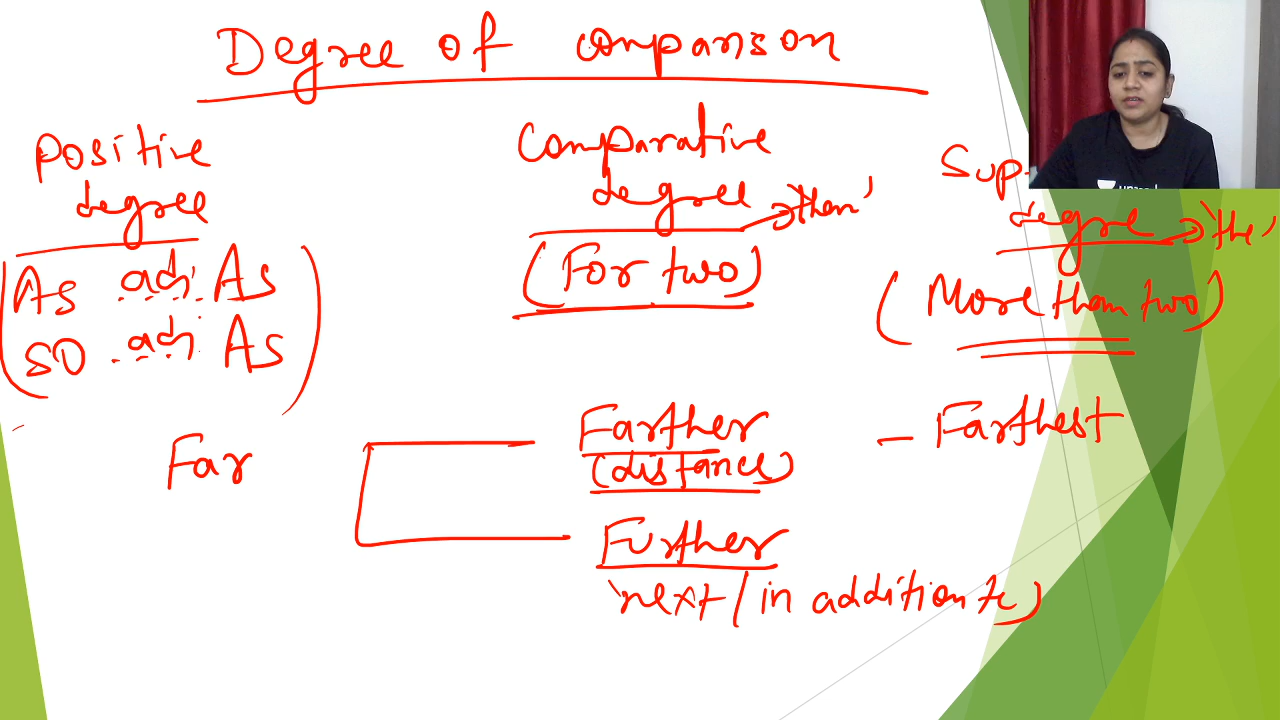 Degree of comparison
Positive
degree
As adj As
so adj As
Comparative
degree → 'then'
(For two)
Sup
degree → 'the'
(More than two)
Far
Farther
(distance)
- Farthest
Further
'next / in addition to)